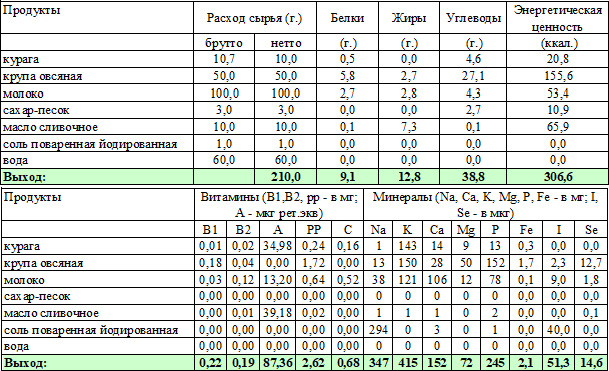 Продукты Расход сырья (г.) Белки Жиры Углеводы Энергетическая ценность
брутто нетто (г.) (г.) (г.) (ккал.)
курага 10,7 10,0 0,5 0,0 4,6 20,8
крупа овсяная 50,0 50,0 5,8 2,7 27,1 155,6
молоко 100,0 100,0 2,7 2,8 4,3 53,4
сахар-песок 3,0 3,0 0,0 0,0 2,7 10,9
масло сливочное 10,0 10,0 0,1 7,3 0,1 65,9
соль поваренная йодированная 1,0 1,0 0,0 0,0 0,0 0,0
вода 60,0 60,0 0,0 0,0 0,0 0,0
Выход: 210,0 9,1 12,8 38,8 306,6
Продукты Витамины (B1,B2, pp - в мг; Минералы (Na, Ca, K, Mg, P, Fe - в мг; I,
А - мкг рет.экв) Se - в мкг)
B1 B2 A PP C Na K Ca Mg P Fe I Se
курага 0,01 0,02 34,98 0,24 0,16 1 143 14 9 13 0,3 0,0 0,0
крупа овсяная 0,18 0,04 0,00 1,72 0,00 13 150 28 50 152 1,7 2,3 12,7
молоко 0,03 0,12 13,20 0,64 0,52 38 121 106 12 78 0,1 9,0 1,8
сахар-песок 0,00 0,00 0,00 0,00 0,00 0 0 0 0 0 0,0 0,0 0,0
масло сливочное 0,00 0,01 39,18 0,02 0,00 1 1 1 0 2 0,0 0,0 0,1
соль поваренная йодированная 0,00 0,00 0,00 0,00 0,00 294 0 3 0 1 0,0 40,0 0,0
вода 0,00 0,00 0,00 0,00 0,00 0 0 0 0 0 0,0 0,0 0,0
Выход: 0,22 0,19 87,36 2,62 0,68 347 415 152 72 245 2,1 51,3 14,6